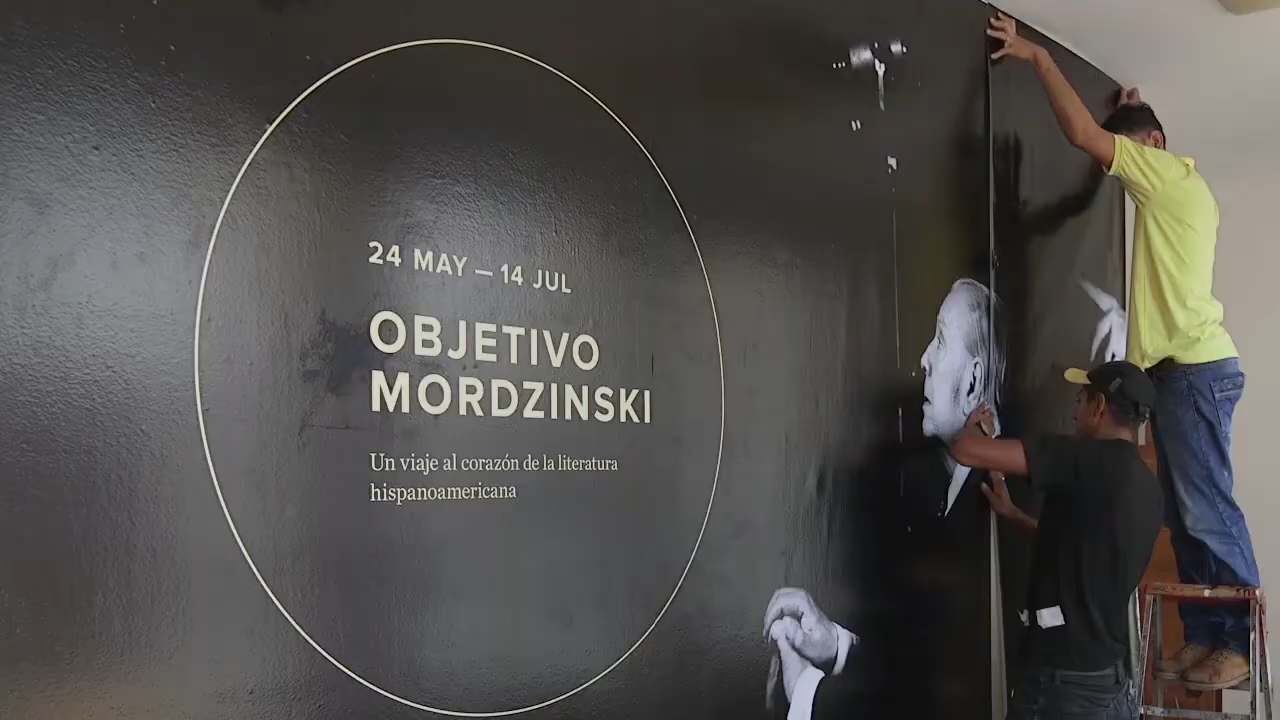 24 MAY – 14 JUL
OBJETIVO
MORDZINSKI
Un viaje al corazón de la literatura
hispanoamericana